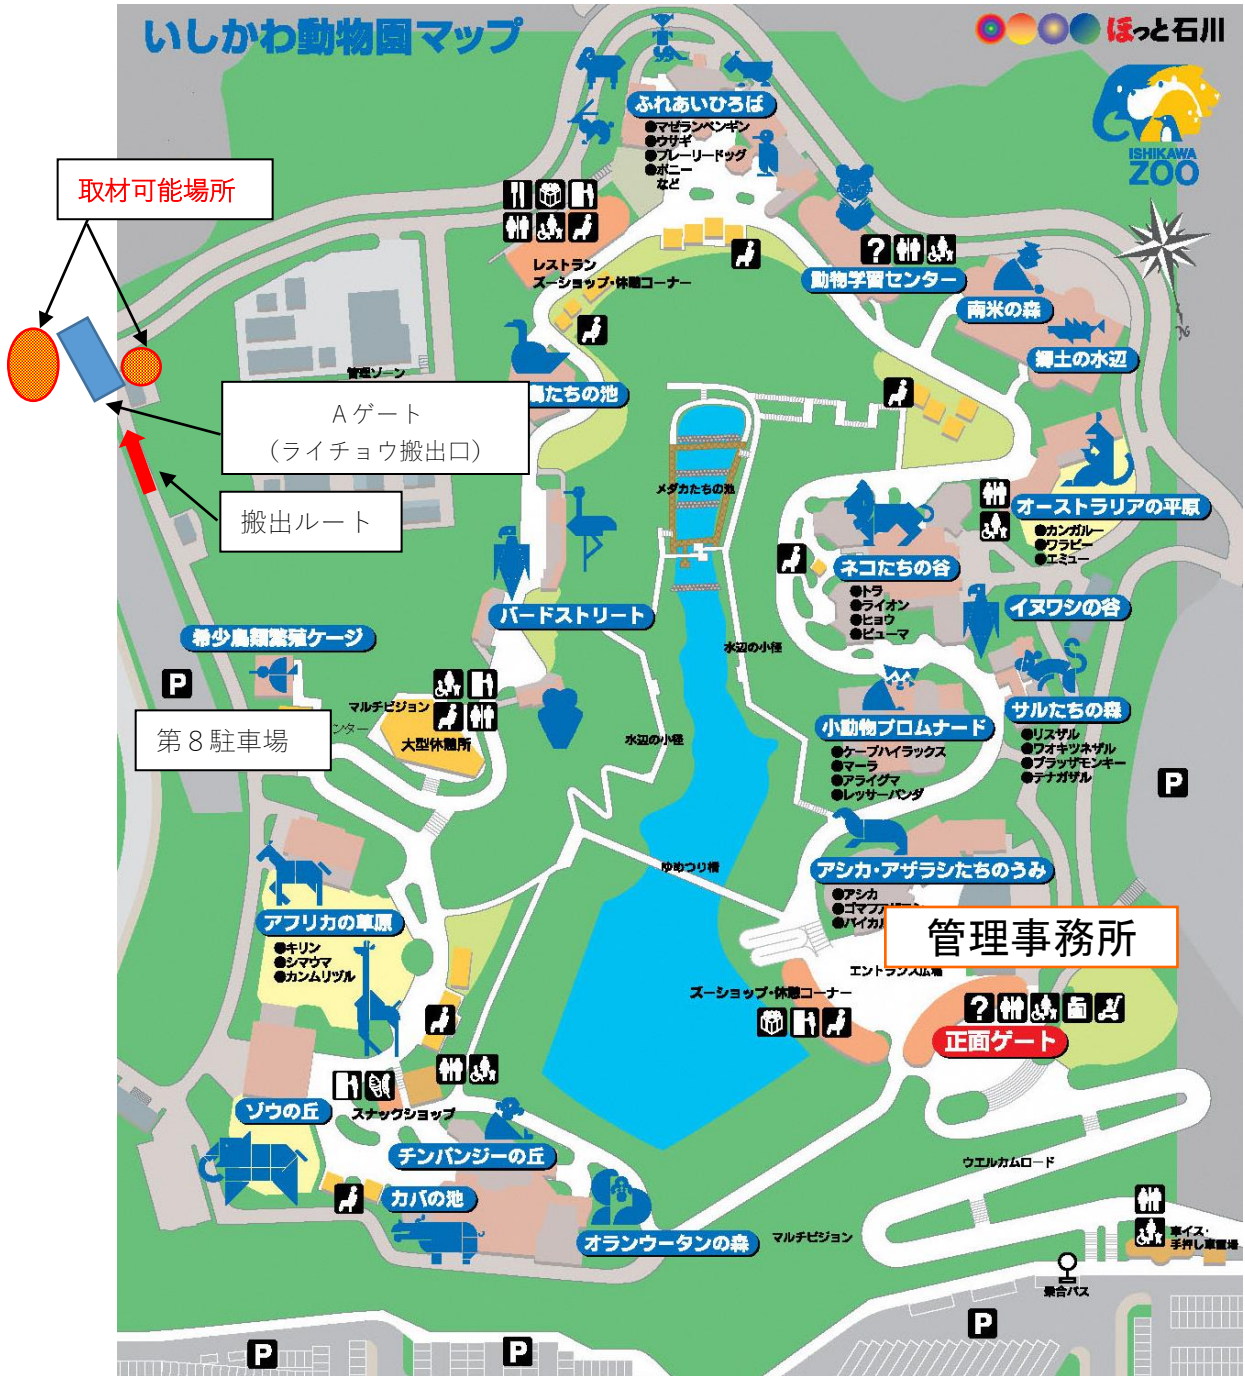 いしかわ動物園マップ
ほっと石川
ISHIKAWA
ZOO
取材可能場所
ふれあいひろば
●マゼランペンギン
●ウサギ
●プレーリードッグ
●ポニー
など
レストラン
ズーショップ・休憩コーナー
動物学習センター
南米の森
郷土の水辺
管理ゾーン
鳥たちの池
Aゲート
（ライチョウ搬出口）
搬出ルート
メダカたちの池
オーストラリアの平原
●カンガルー
●ワラビー
●エミュー
ネコたちの谷
●トラ
●ライオン
●ヒョウ
●ピューマ
イヌワシの谷
バードストリート
希少鳥類繁殖ケージ
水辺の小径
P
マルチビジョン
大型休憩所
ンター
第８駐車場
水辺の小径
小動物プロムナード
●ケープハイラックス
●マーラ
●アライグマ
●レッサーパンダ
サルたちの森
●リスザル
●ワオキツネザル
●ブラッザモンキー
●テナガザル
P
ゆめつり橋
アシカ・アザラシたちのうみ
●アシカ
●ゴマフア
●バイカル
管理事務所
エントランス広場
アフリカの草原
●キリン
●シマウマ
●カンムリヅル
ズーショップ・休憩コーナー
?
正面ゲート
スナックショップ
ゾウの丘
チンパンジーの丘
カバの池
オランウータンの森
マルチビジョン
ウエルカムロード
車イス・
手押し車置場
乗合バス
P
P
P